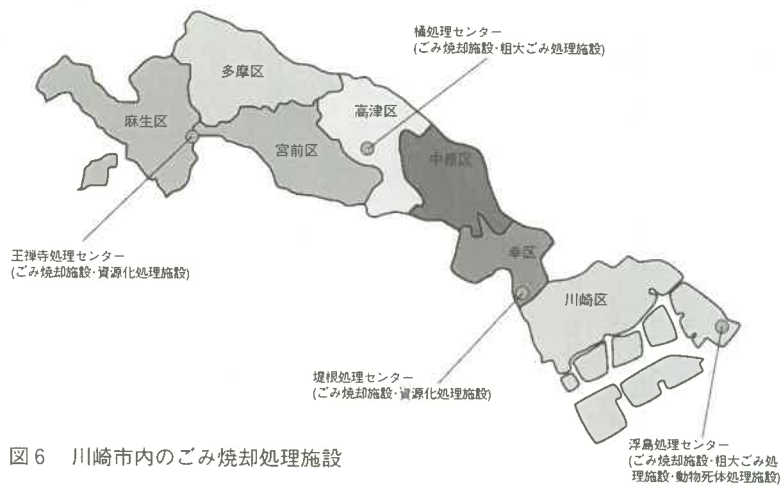 橘処理センター
(ごみ焼却施設・粗大ごみ処理施設)
多摩区
高津区
麻生区
宮前区
中原区
王禅寺処理センター
(ごみ焼却施設・資源化処理施設)
幸区
川崎区
堤根処理センター
(ごみ焼却施設・資源化処理施設)
浮島処理センター
(ごみ焼却施設・粗大ごみ処
理施設・動物死体処理施設)
図6 川崎市内のごみ焼却処理施設